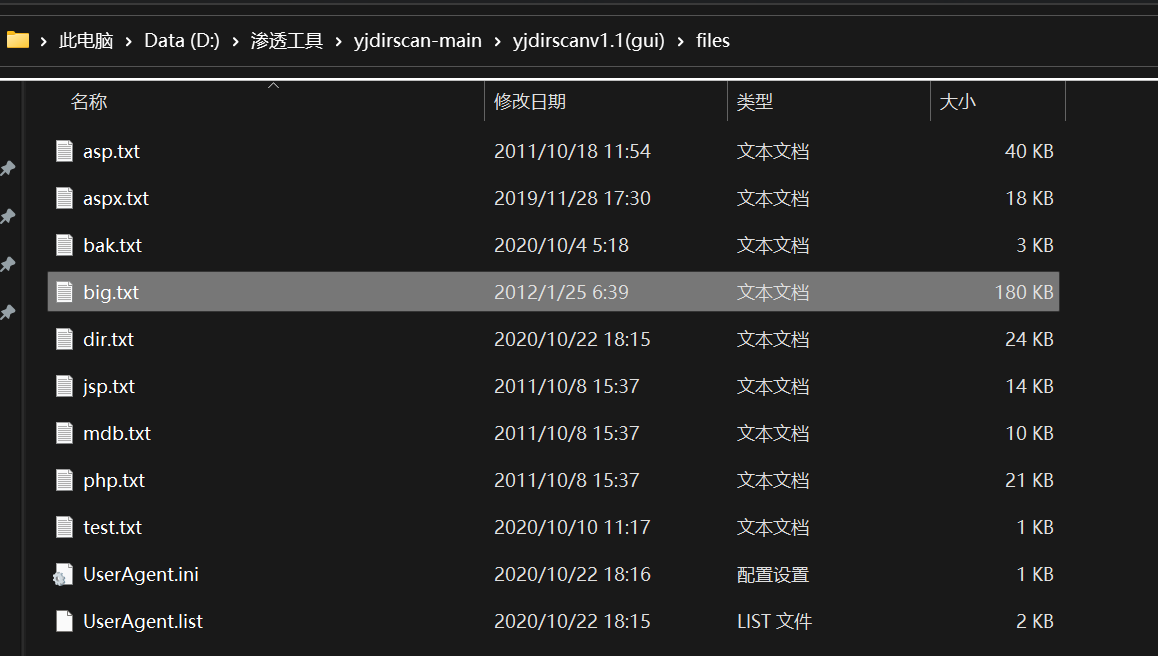 此电脑 › Data (D:) › 渗透工具 › yjdirscan-main › yjdirscanv1.1(gui) › files
名称 修改日期 类型 大小
asp.txt 2011/10/18 11:54 文本文档 40 KB
aspx.txt 2019/11/28 17:30 文本文档 18 KB
bak.txt 2020/10/4 5:18 文本文档 3 KB
big.txt 2012/1/25 6:39 文本文档 180 KB
dir.txt 2020/10/22 18:15 文本文档 24 KB
jsp.txt 2011/10/8 15:37 文本文档 14 KB
mdb.txt 2011/10/8 15:37 文本文档 10 KB
php.txt 2011/10/8 15:37 文本文档 21 KB
test.txt 2020/10/10 11:17 文本文档 1 KB
UserAgent.ini 2020/10/22 18:16 配置设置 1 KB
UserAgent.list 2020/10/22 18:15 LIST 文件 2 KB